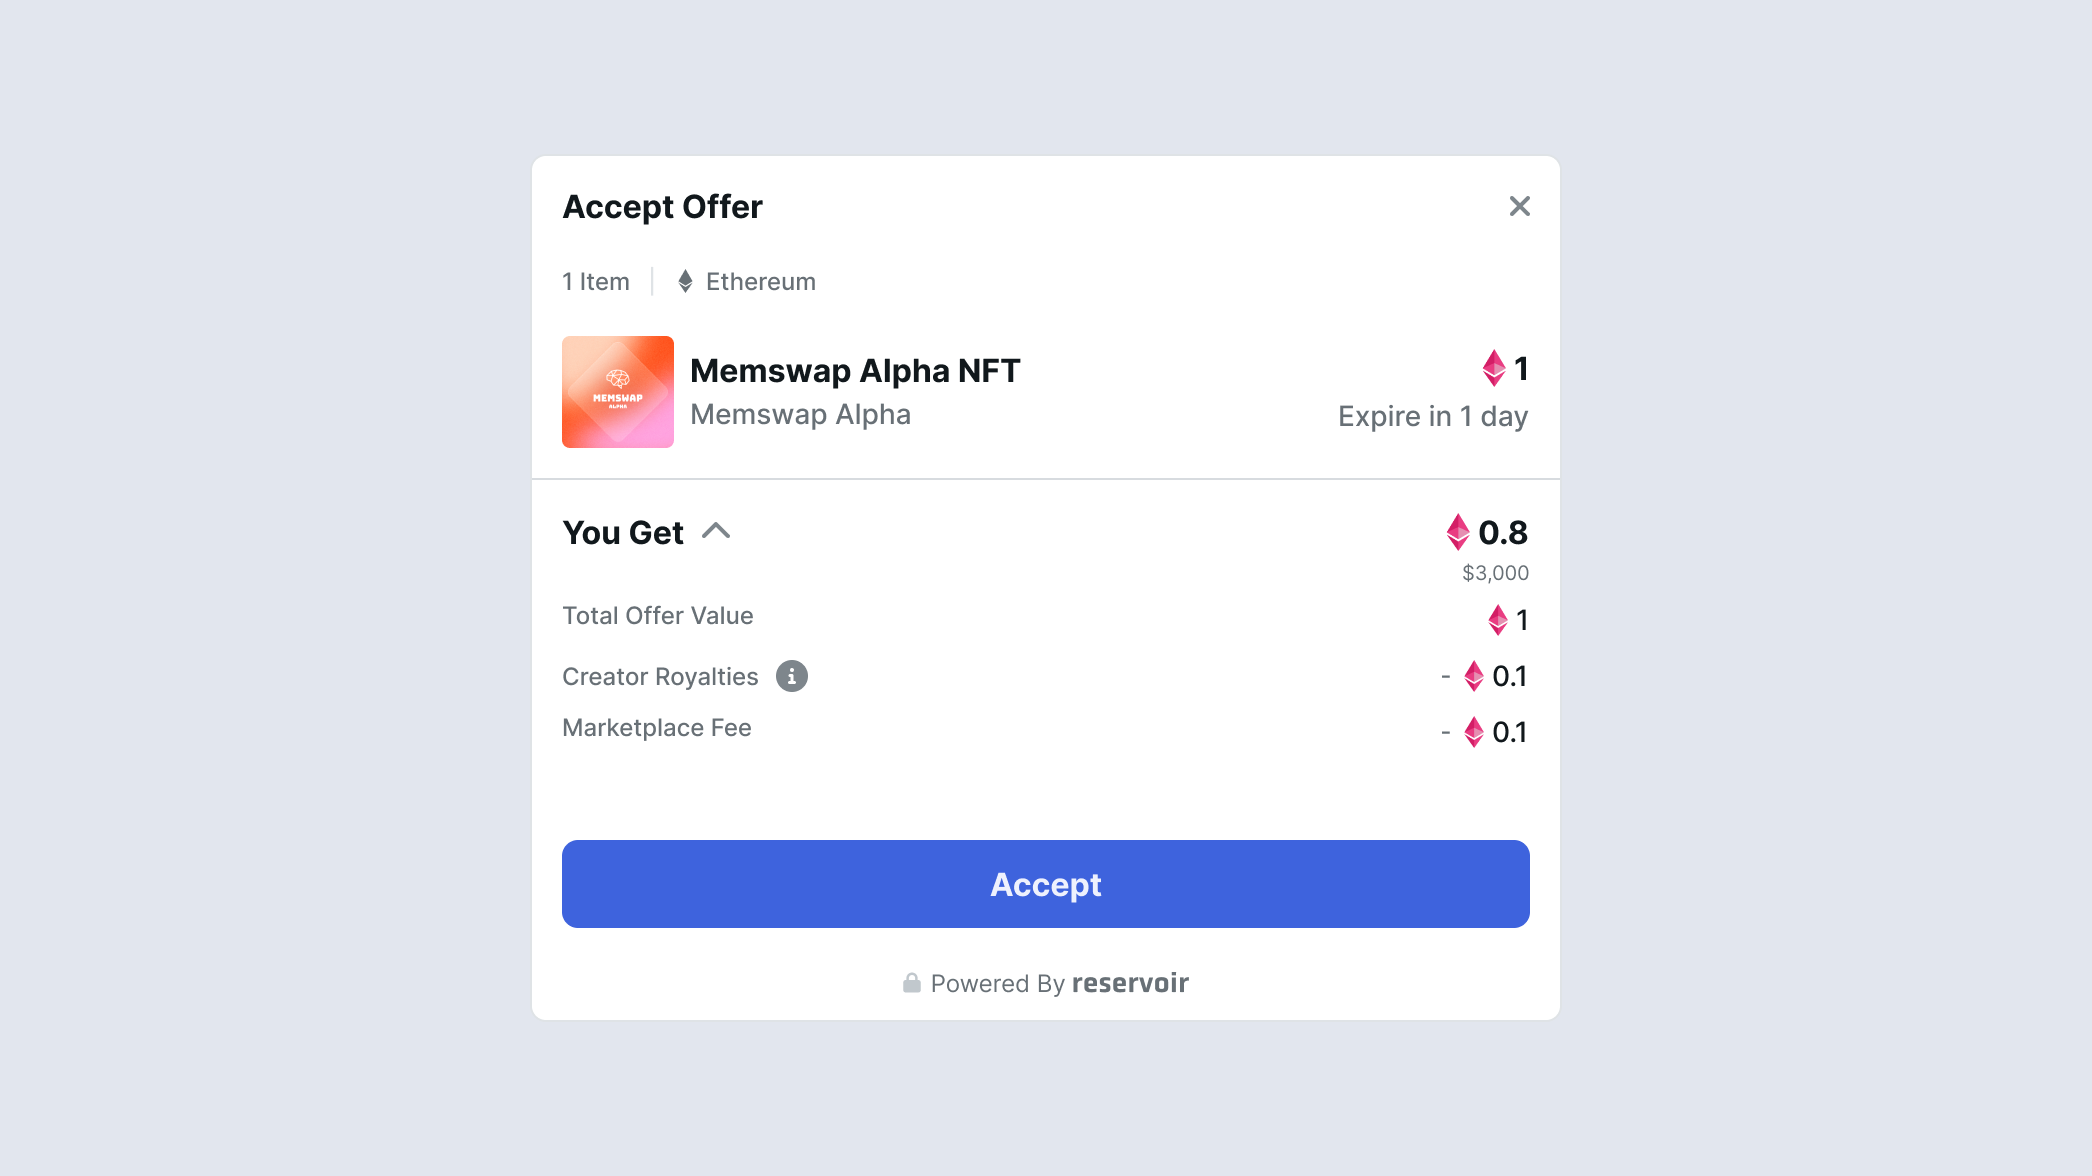 Accept Offer
1 Item Ethereum
MEMSWAP
ALPHA
Memswap Alpha NFT
Memswap Alpha
1
Expire in 1 day
You Get 0.8
$3,000
Total Offer Value 1
Creator Royalties - 0.1
Marketplace Fee - 0.1
Accept
Powered By reservoir